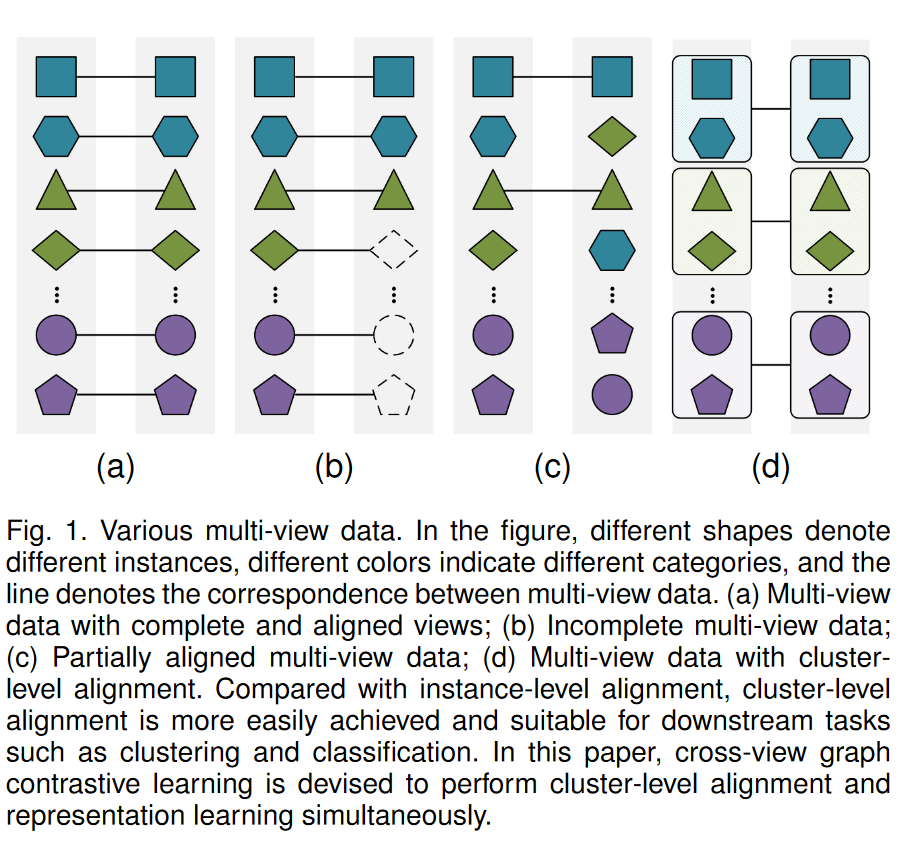 (a) (b) (c) (d)
Fig. 1. Various multi-view data. In the figure, different shapes denote
different instances, different colors indicate different categories, and the
line denotes the correspondence between multi-view data. (a) Multi-view
data with complete and aligned views; (b) Incomplete multi-view data;
(c) Partially aligned multi-view data; (d) Multi-view data with cluster-
level alignment. Compared with instance-level alignment, cluster-level
alignment is more easily achieved and suitable for downstream tasks
such as clustering and classification. In this paper, cross-view graph
contrastive learning is devised to perform cluster-level alignment and
representation learning simultaneously.